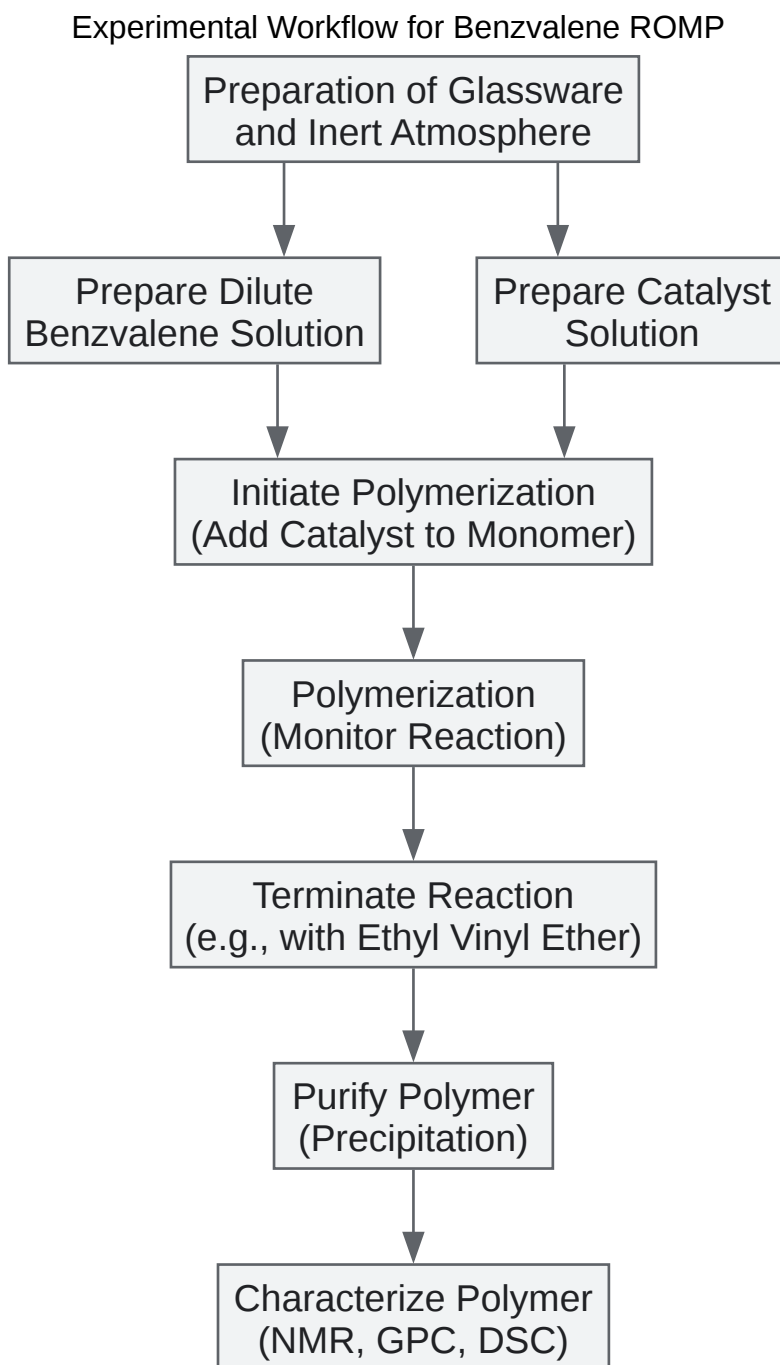 Experimental Workflow for Benzvalene ROMP
Preparation of Glassware
and Inert Atmosphere
Prepare Dilute
Benzvalene Solution
Prepare Catalyst
Solution
Initiate Polymerization
(Add Catalyst to Monomer)
Polymerization
(Monitor Reaction)
Terminate Reaction
(e.g., with Ethyl Vinyl Ether)
Purify Polymer
(Precipitation)
Characterize Polymer
(NMR, GPC, DSC)